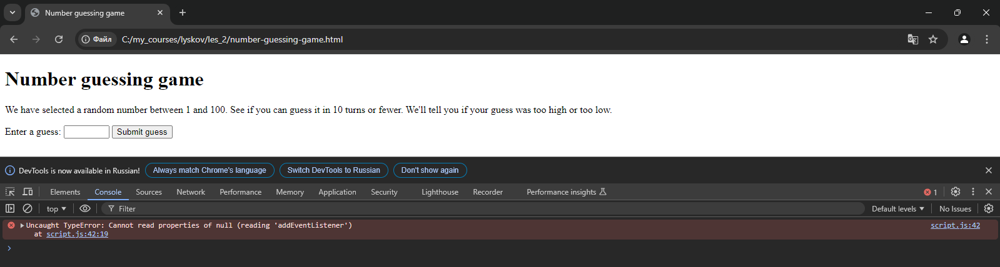 Number guessing game
Файл C:/my_courses/lyskov/les_2/number-guessing-game.html
Number guessing game
We have selected a random number between 1 and 100. See if you can guess it in 10 turns or fewer. We'll tell you if your guess was too high or too low.
Enter a guess: Submit guess
DevTools is now available in Russian! Always match Chrome's language Switch DevTools to Russian Don't show again
Elements Console Sources Network Performance Memory Application Security Lighthouse Recorder Performance insights 1
top Filter Default levels No Issues
Uncaught TypeError: Cannot read properties of null (reading 'addEventListener') script.js:42
at script.js:42:19